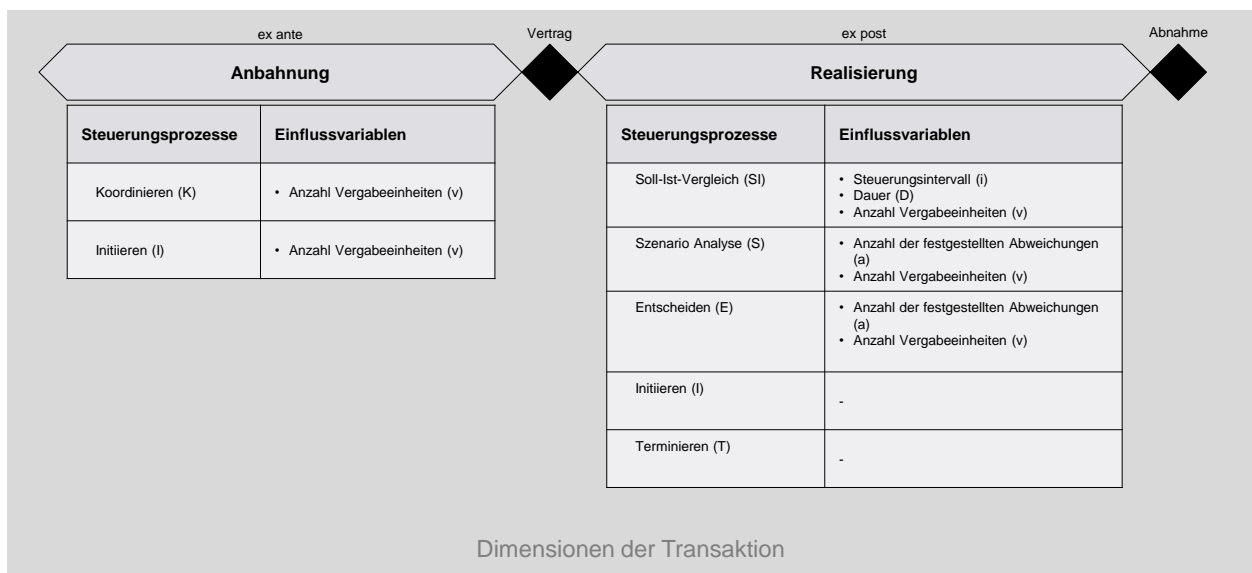 ex ante
Vertrag
ex post
Abnahme
Anbahnung
Realisierung
Steuerungsprozesse
Einflussvariablen
Koordinieren (K)
• Anzahl Vergabeeinheiten (v)
Initiieren (I)
• Anzahl Vergabeeinheiten (v)
Steuerungsprozesse
Einflussvariablen
Soll-Ist-Vergleich (SI)
• Steuerungsintervall (i)
• Dauer (D)
• Anzahl Vergabeeinheiten (v)
Szenario Analyse (S)
• Anzahl der festgestellten Abweichungen
(a)
• Anzahl Vergabeeinheiten (v)
Entscheiden (E)
• Anzahl der festgestellten Abweichungen
(a)
• Anzahl Vergabeeinheiten (v)
Initiieren (I)
-
Terminieren (T)
-
Dimensionen der Transaktion